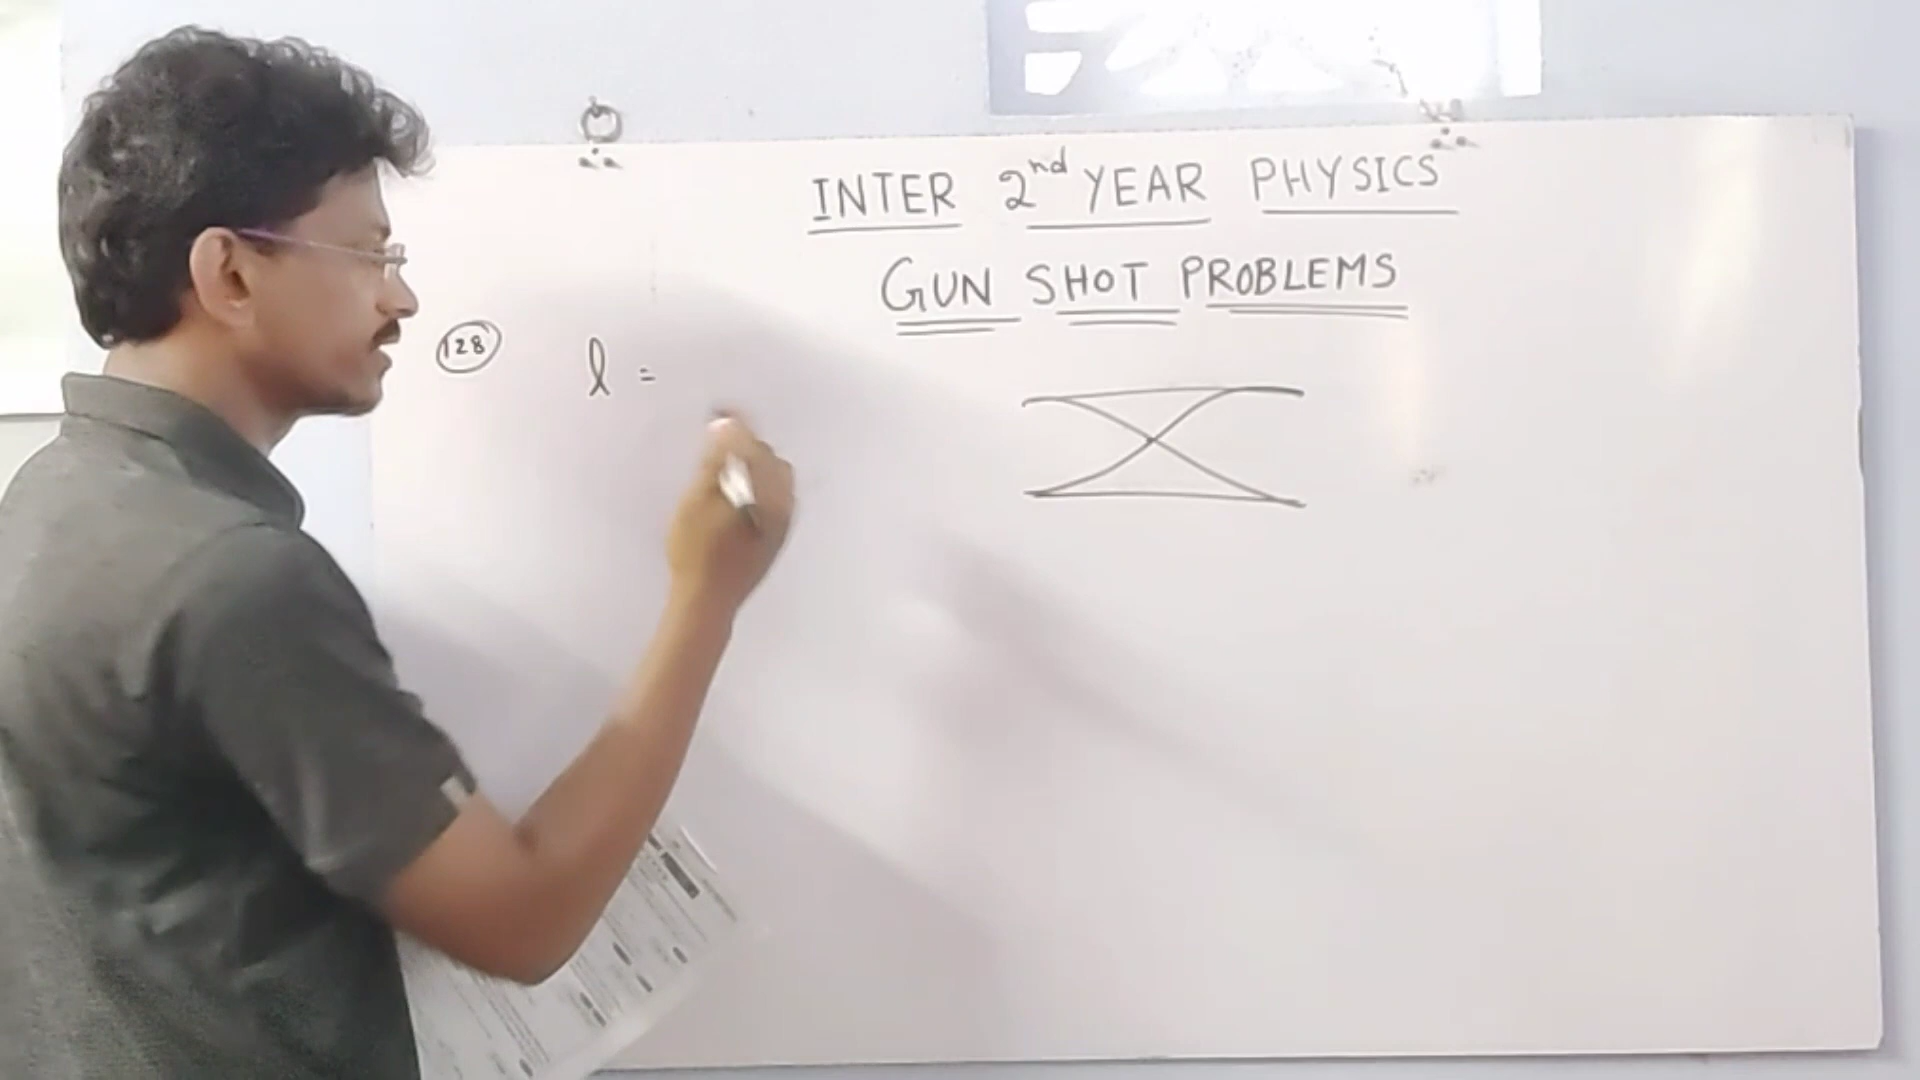 INTER 2nd YEAR PHYSICS
GUN SHOT PROBLEMS
128 l =